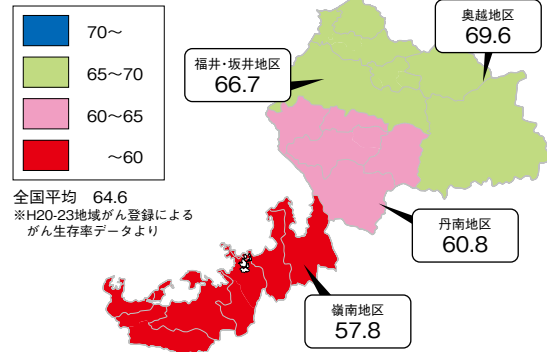 70～
65～70
60～65
～60
全国平均　64.6
※H20-23地域がん登録による
がん生存率データより
奥越地区
69.6
福井・坂井地区
66.7
丹南地区
60.8
嶺南地区
57.8